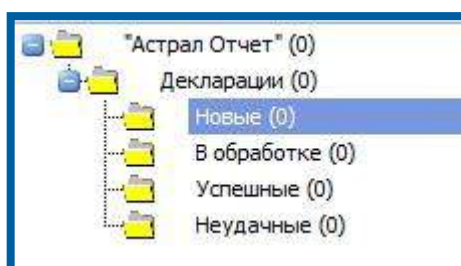 "Астрал Отчет" (0)
Декларации (0)
Новые (0)
В обработке (0)
Успешные (0)
Неудачные (0)